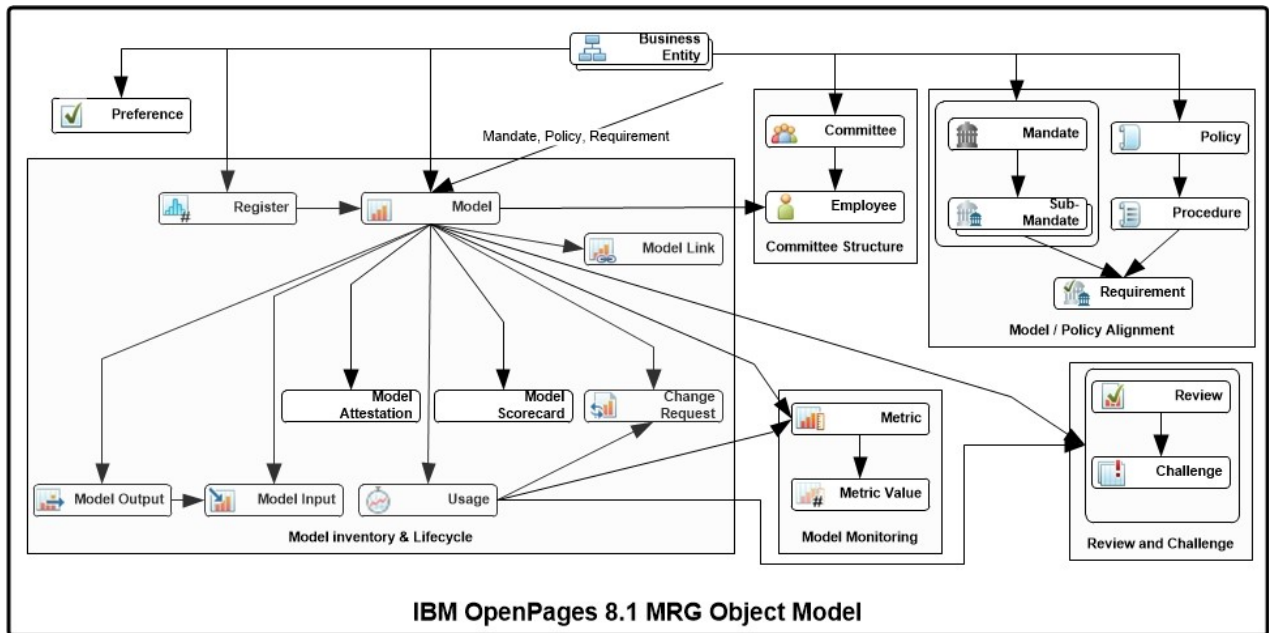 Business
Entity
Preference
Mandate, Policy, Requirement
Committee
Mandate
Policy
Register
Model
Employee
Sub-
Mandate
Procedure
Model Link
Committee Structure
Requirement
Model / Policy Alignment
Model
Attestation
Model
Scorecard
Change
Request
Metric
Review
Challenge
Model Output
Model Input
Usage
Metric Value
Model inventory & Lifecycle
Model Monitoring
Review and Challenge
IBM OpenPages 8.1 MRG Object Model